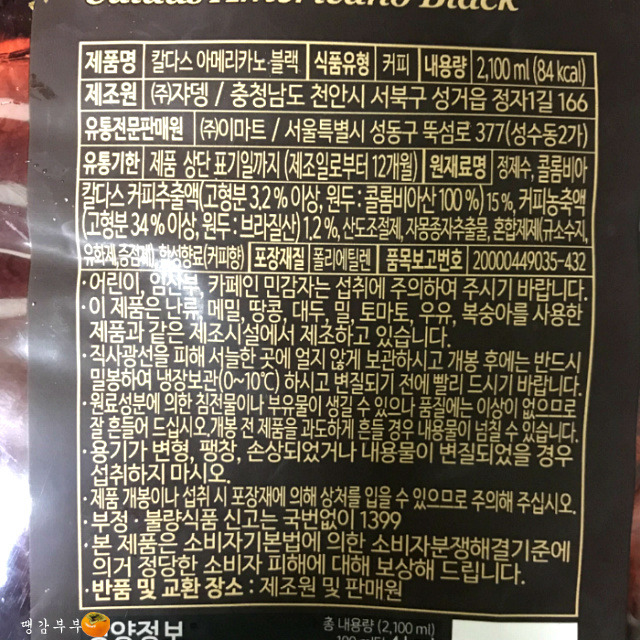 Caldas Americano Black
제품명 칼다스 아메리카노·블랙 식품유형 커피 내용량 2,100 ml (84 kcal)
제조원 (주)쟈뎅 / 충청남도 천안시 서북구 성거읍 정자1길 166
유통전문판매원 (주)이마트 / 서울특별시 성동구 뚝섬로 377(성수동2가)
유통기한 제품 상단 표기일까지 (제조일로부터 12개월) 원재료명 정제수, 콜롬비아
칼다스 커피추출액(고형분 3.2% 이상, 원두 : 콜롬비아산 100%) 15%, 커피농축액
(고형분 34% 이상, 원두 : 브라질산) 1.2%, 산도조절제, 자몽종자추출물, 혼합제제(규소수지,
유화제,증점제), 합성향료(커피향) 포장재질 폴리에틸렌 품목보고번호 20000449035-432
·어린이, 임산부, 카페인 민감자는 섭취에 주의하여 주시기 바랍니다.
·이 제품은 난류, 메밀, 땅콩, 대두, 밀, 토마토, 우유, 복숭아를 사용한
제품과 같은 제조시설에서 제조하고 있습니다.
·직사광선을 피해 서늘한 곳에 얼지 않게 보관하시고 개봉 후에는 반드시
밀봉하여 냉장보관(0~10℃) 하시고 변질되기 전에 빨리 드시기 바랍니다.
·원료성분에 의한 침전물이나 부유물이 생길 수 있으나 품질에는 이상이 없으므로
잘 흔들어 드십시오.개봉 전 제품을 과도하게 흔들 경우 내용물이 넘칠 수 있습니다.
·용기가 변형, 팽창, 손상되었거나 내용물이 변질되었을 경우
섭취하지 마시오.
·제품 개봉이나 섭취 시 포장재에 의해 상처를 입을 수 있으므로 주의해 주십시오.
·부정·불량식품 신고는 국번없이 1399
·본 제품은 소비자기본법에 의한 소비자분쟁해결기준에
의거 정당한 소비자 피해에 대해 보상해 드립니다.
·반품 및 교환 장소 : 제조원 및 판매원
영양정보 총 내용량 (2,100 ml)
땡감부부